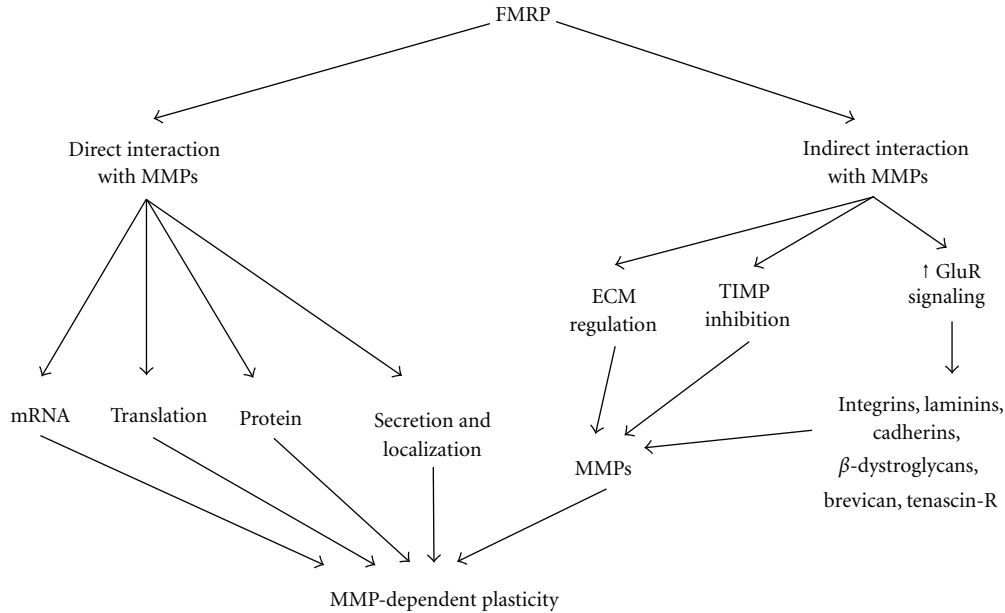 FMRP
Direct interaction
with MMPs
Indirect interaction
with MMPs
ECM
regulation
TIMP
inhibition
↑ GluR
signaling
mRNA
Translation
Protein
Secretion and
localization
MMPs
Integrins, laminins,
cadherins,
β-dystroglycans,
brevican, tenascin-R
MMP-dependent plasticity